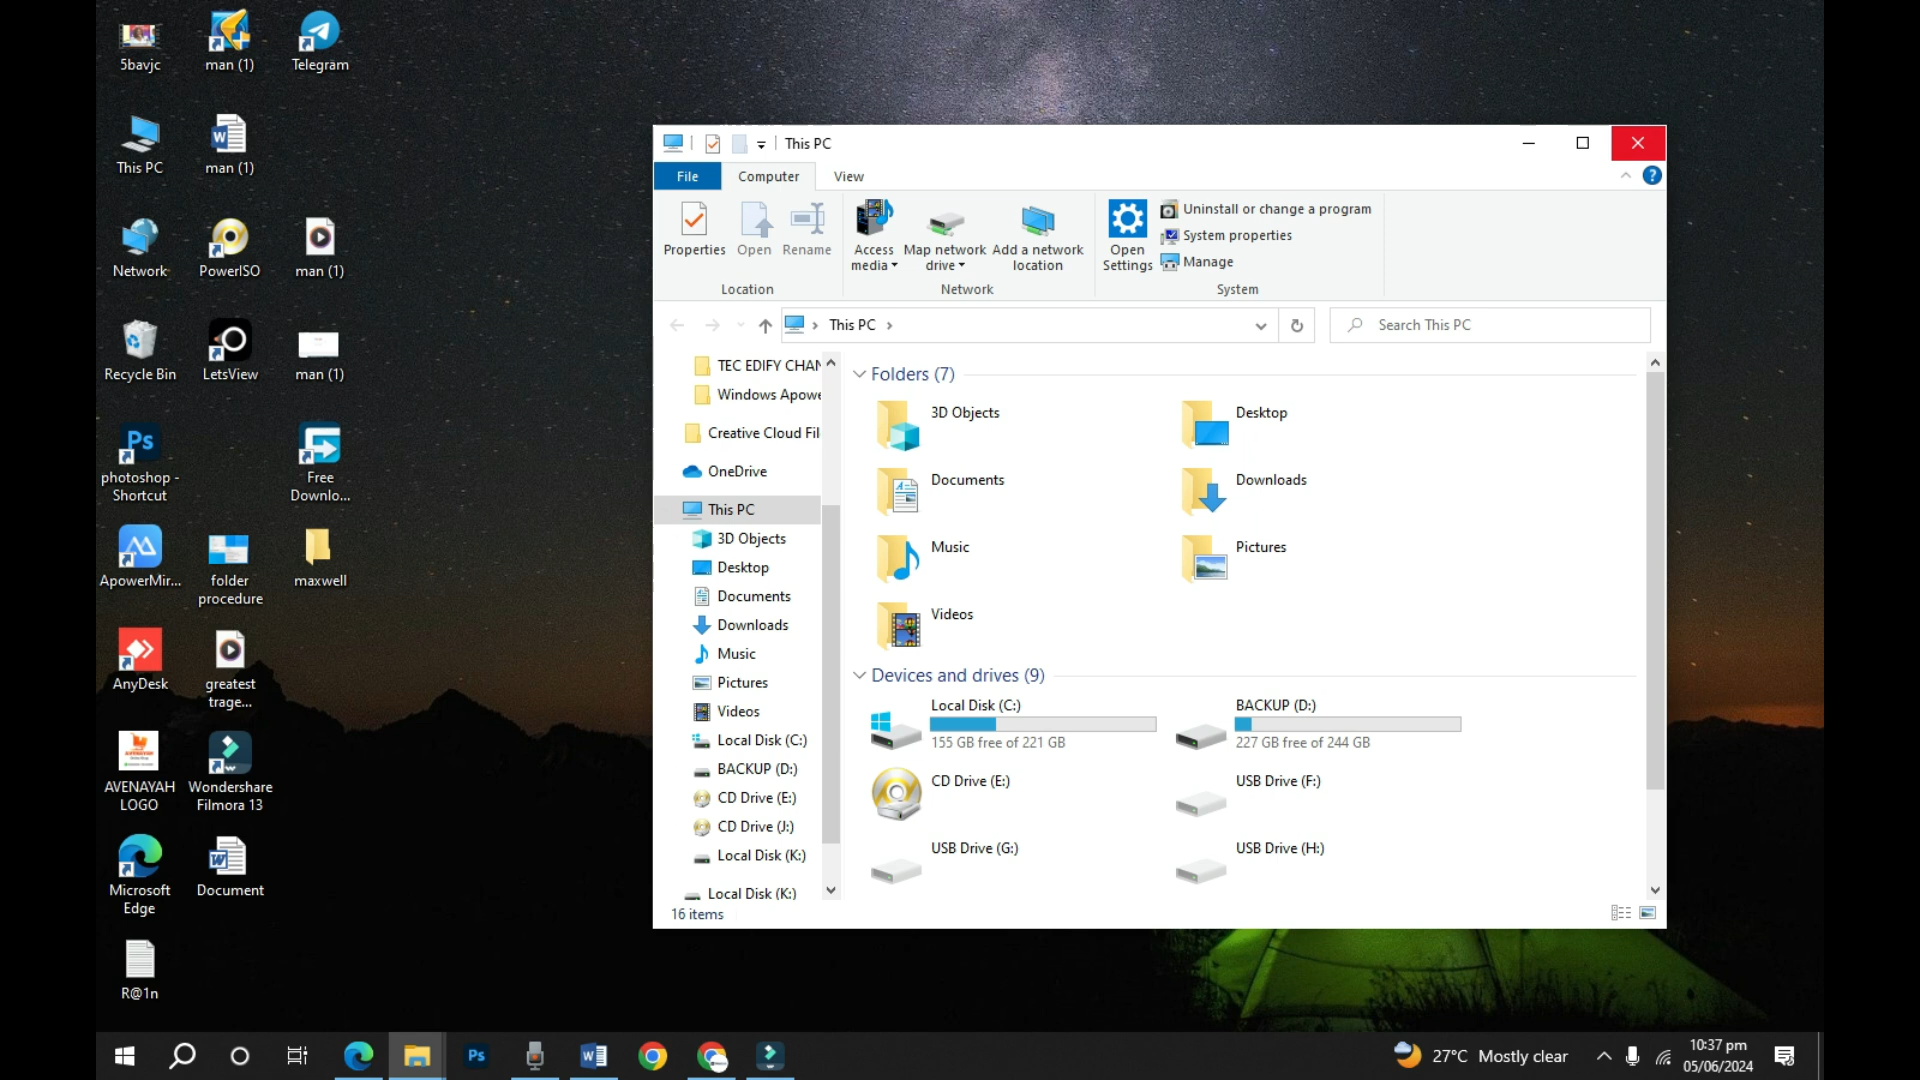 5bavjc
man (1)
Telegram
This PC
man (1)
Network
PowerISO
man (1)
Recycle Bin
LetsView
man (1)
Ps
photoshop -
Shortcut
Free
Downlo...
ApowerMir...
folder
procedure
maxwell
AnyDesk
greatest
trage...
AVENAYAH
LOGO
Wondershare
Filmora 13
Microsoft
Edge
Document
R@1n
This PC
File
Computer
View
Properties
Open
Rename
Location
Access
media
Map network
drive
Add a network
location
Network
Open
Settings
Uninstall or change a program
System properties
Manage
System
This PC
Search This PC
TEC EDIFY CHAN
Windows Apowe
Creative Cloud Fil
OneDrive
This PC
3D Objects
Desktop
Documents
Downloads
Music
Pictures
Videos
Local Disk (C:)
BACKUP (D:)
CD Drive (E:)
CD Drive (J:)
Local Disk (K:)
Local Disk (K:)
Folders (7)
3D Objects
Desktop
Documents
Downloads
Music
Pictures
Videos
Devices and drives (9)
Local Disk (C:)
155 GB free of 221 GB
BACKUP (D:)
227 GB free of 244 GB
CD Drive (E:)
USB Drive (F:)
USB Drive (G:)
USB Drive (H:)
16 items
Ps
27°C Mostly clear
10:37 pm
05/06/2024